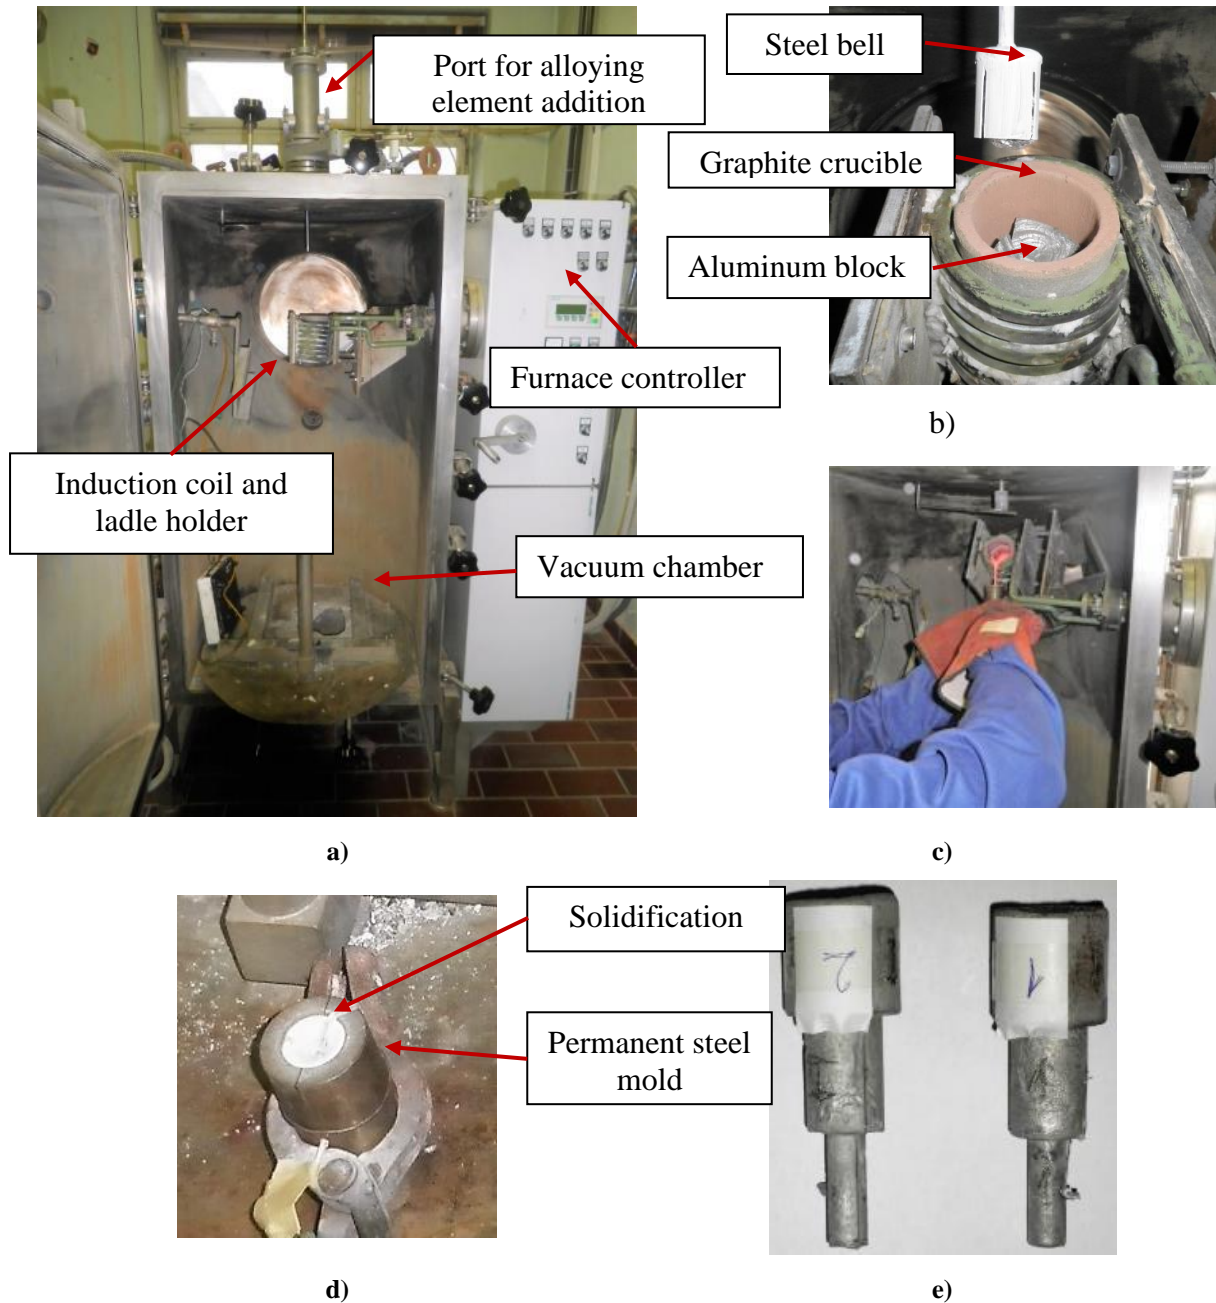 Port for alloying
element addition
Steel bell
Graphite crucible
Aluminum block
Furnace controller
b)
Induction coil and
ladle holder
Vacuum chamber
a)
c)
Solidification
Permanent steel
mold
2
1
d)
e)